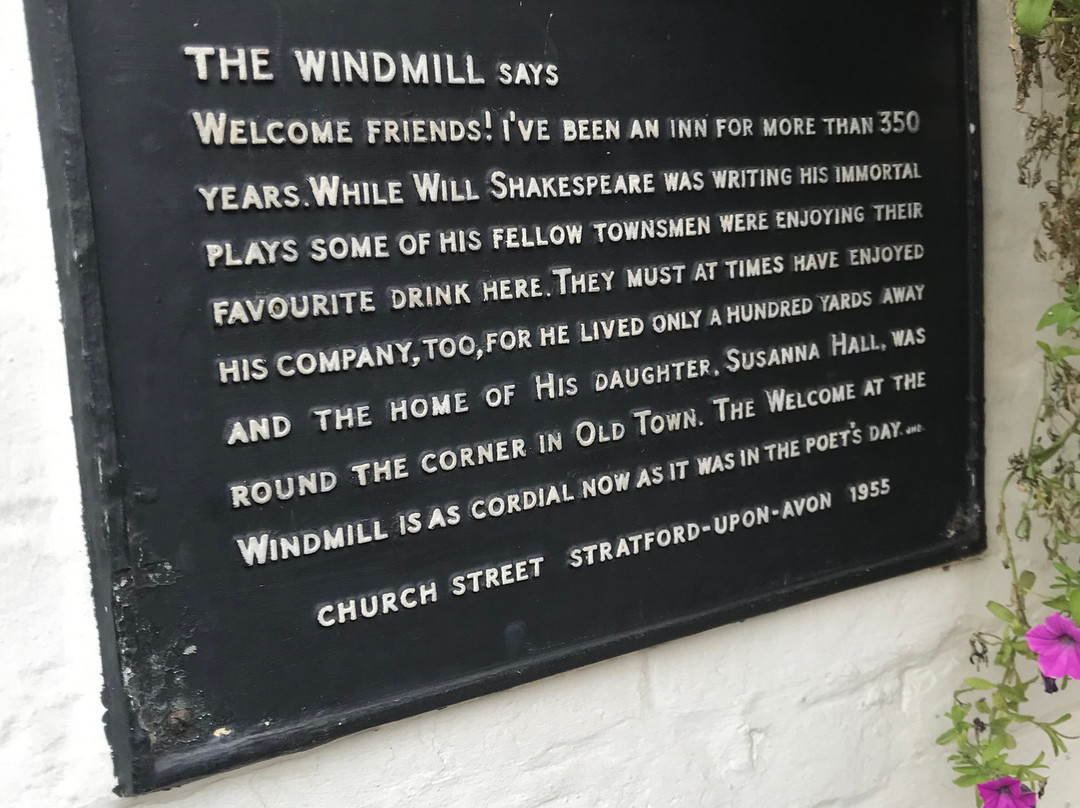 THE WINDMILL SAYS
WELCOME FRIENDS! I'VE BEEN AN INN FOR MORE THAN 350
YEARS. WHILE WILL SHAKESPEARE WAS WRITING HIS IMMORTAL
PLAYS SOME OF HIS FELLOW TOWNSMEN WERE ENJOYING THEIR
FAVOURITE DRINK HERE. THEY MUST AT TIMES HAVE ENJOYED
HIS COMPANY, TOO, FOR HE LIVED ONLY A HUNDRED YARDS AWAY
AND THE HOME OF HIS DAUGHTER, SUSANNA HALL, WAS
ROUND THE CORNER IN OLD TOWN. THE WELCOME AT THE
WINDMILL IS AS CORDIAL NOW AS IT WAS IN THE POET'S DAY.
CHURCH STREET STRATFORD-UPON-AVON 1955